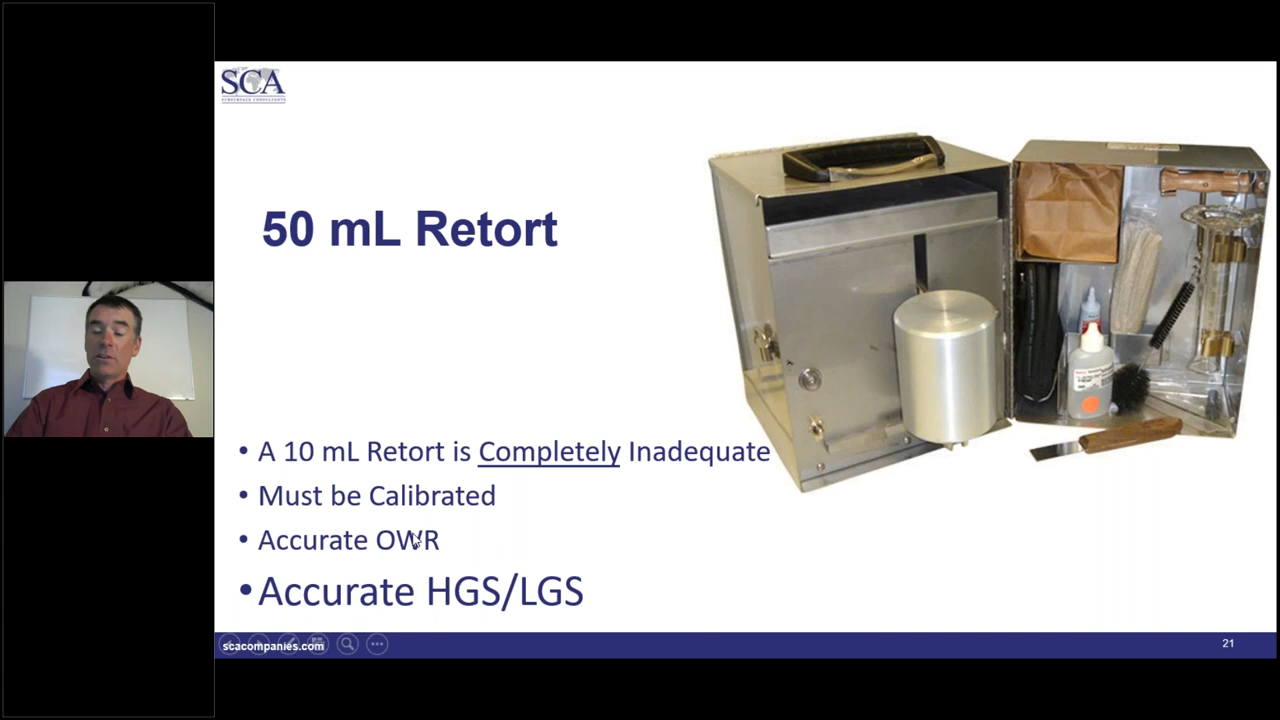 SCA
50 mL Retort
• A 10 mL Retort is Completely Inadequate
• Must be Calibrated
• Accurate OWR
• Accurate HGS/LGS
scacompanies.com
21